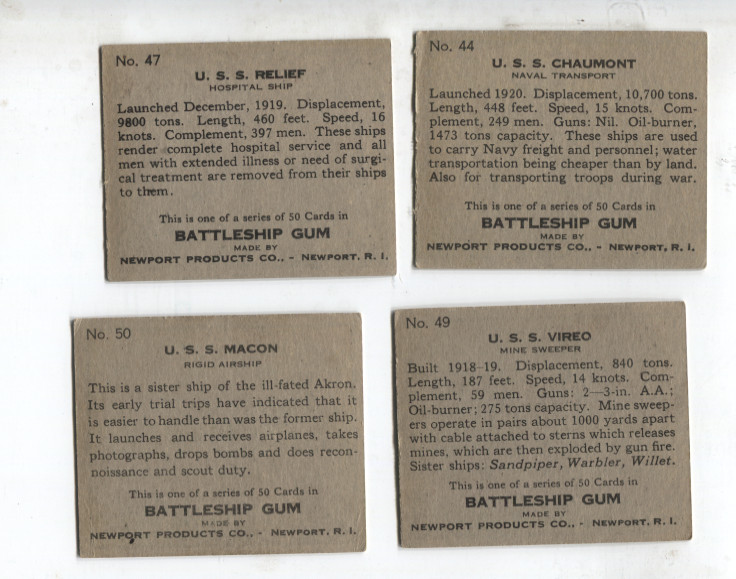 No. 47
U. S. S. RELIEF
HOSPITAL SHIP
Launched December, 1919. Displacement,
9800 tons. Length, 460 feet. Speed, 16
knots. Complement, 397 men. These ships
render complete hospital service and all
men with extended illness or need of surgi-
cal treatment are removed from their ships
to them.
This is one of a series of 50 Cards in
BATTLESHIP GUM
MADE BY
NEWPORT PRODUCTS CO., - NEWPORT, R. I.
No. 44
U. S. S. CHAUMONT
NAVAL TRANSPORT
Launched 1920. Displacement, 10,700 tons.
Length, 448 feet. Speed, 15 knots. Com-
plement, 249 men. Guns: Nil. Oil-burner,
1473 tons capacity. These ships are used
to carry Navy freight and personnel; water
transportation being cheaper than by land.
Also for transporting troops during war.
This is one of a series of 50 Cards in
BATTLESHIP GUM
MADE BY
NEWPORT PRODUCTS CO., - NEWPORT, R. I.
No. 50
U. S. S. MACON
RIGID AIRSHIP
This is a sister ship of the ill-fated Akron.
Its early trial trips have indicated that it
is easier to handle than was the former ship.
It launches and receives airplanes, takes
photographs, drops bombs and does recon-
noissance and scout duty.
This is one of a series of 50 Cards in
BATTLESHIP GUM
MADE BY
NEWPORT PRODUCTS CO., - NEWPORT, R. I.
No. 49
U. S. S. VIREO
MINE SWEEPER
Built 1918-19. Displacement, 840 tons.
Length, 187 feet. Speed, 14 knots. Com-
plement, 59 men. Guns: 2—3-in. A.A.;
Oil-burner; 275 tons capacity. Mine sweep-
ers operate in pairs about 1000 yards apart
with cable attached to sterns which releases
mines, which are then exploded by gun fire.
Sister ships: Sandpiper, Warbler, Willet.
This is one of a series of 50 Cards in
BATTLESHIP GUM
MADE BY
NEWPORT PRODUCTS CO., - NEWPORT, R. I.